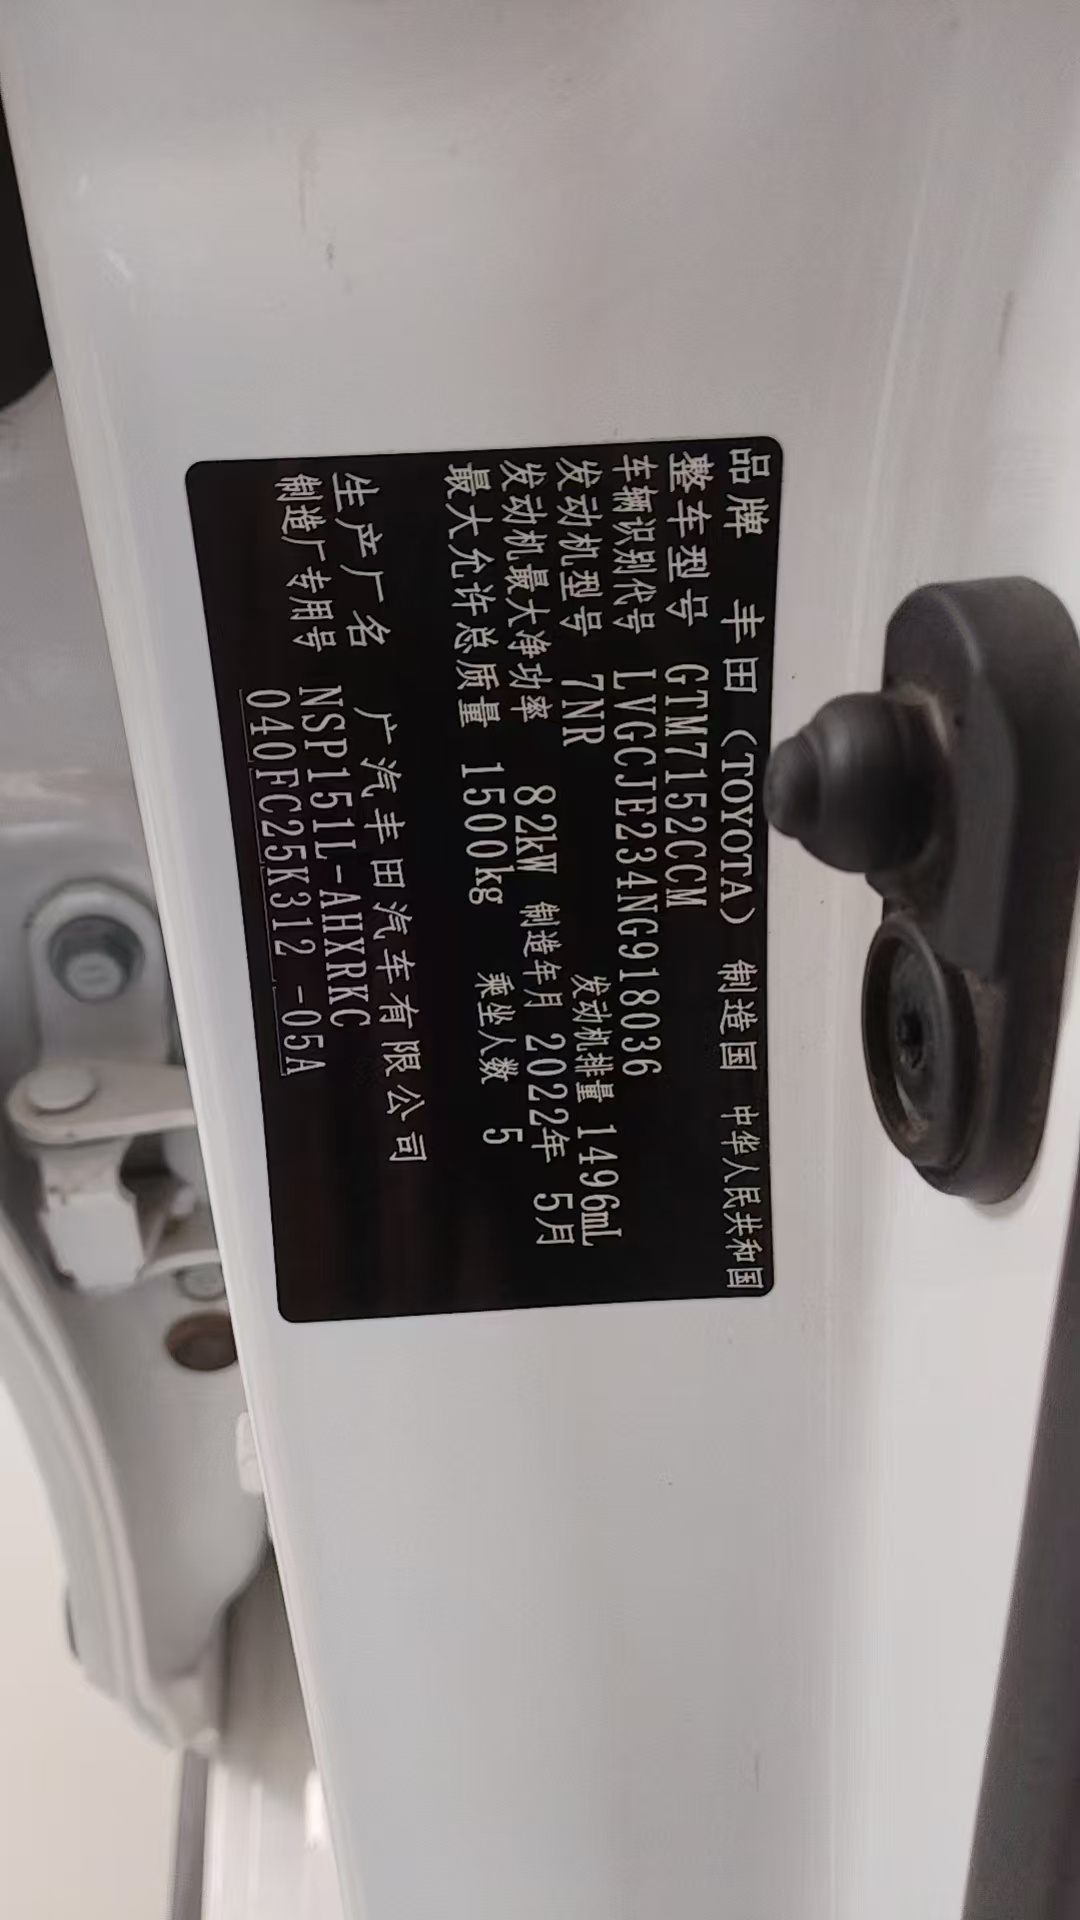 品牌 丰田（TOYOTA） 制造国 中华人民共和国
整车型号 GTM7152CCM
车辆识别代号 LVGCJE234NG918036
发动机型号 7NR 发动机排量 1496mL
发动机最大净功率 82kW 制造年月 2022年 5月
最大允许总质量 1500kg 乘坐人数 5
生产厂名 广汽丰田汽车有限公司
制造厂专用号 NSP151L-AHXRKC
040FC25K312 -05A